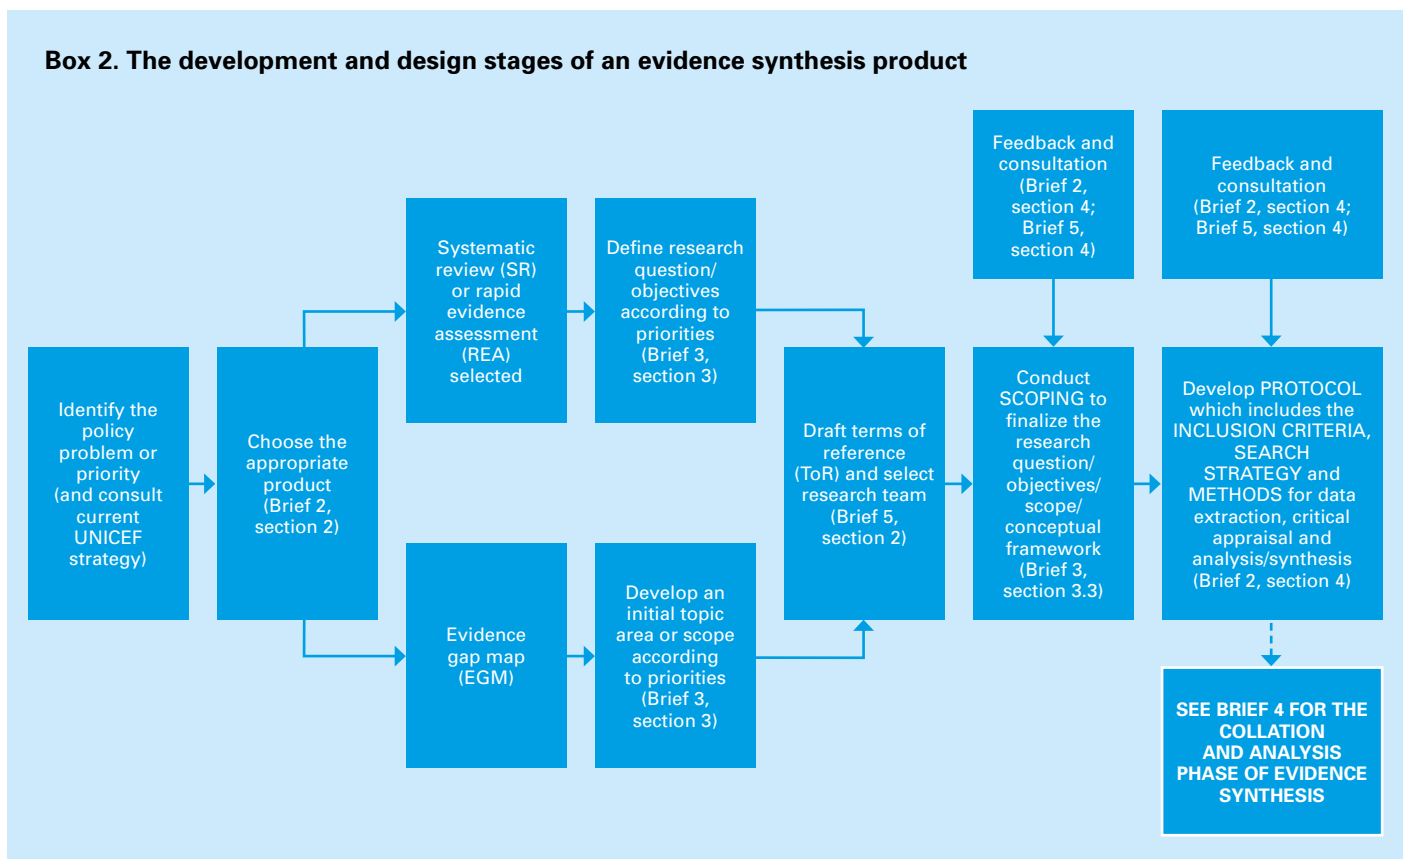 Box 2. The development and design stages of an evidence synthesis product
Identify the
policy
problem or
priority
(and consult
current
UNICEF
strategy)
Choose the
appropriate
product
(Brief 2,
section 2)
Systematic
review (SR)
or rapid
evidence
assessment
(REA)
selected
Define research
question/
objectives
according to
priorities
(Brief 3,
section 3)
Evidence
gap map
(EGM)
Develop an
initial topic
area or scope
according
to priorities
(Brief 3,
section 3)
Draft terms of
reference
(ToR) and select
research team
(Brief 5,
section 2)
Feedback and
consultation
(Brief 2,
section 4;
Brief 5,
section 4)
Conduct
SCOPING to
finalize the
research
question/
objectives/
scope/
conceptual
framework
(Brief 3,
section 3.3)
Feedback and
consultation
(Brief 2, section 4;
Brief 5, section 4)
Develop PROTOCOL
which includes the
INCLUSION CRITERIA,
SEARCH
STRATEGY and
METHODS for data
extraction, critical
appraisal and
analysis/synthesis
(Brief 2, section 4)
SEE BRIEF 4 FOR THE
COLLATION
AND ANALYSIS
PHASE OF EVIDENCE
SYNTHESIS